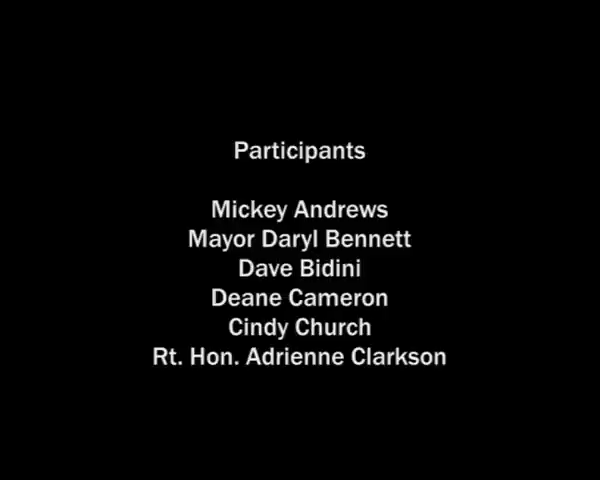 Participants
Mickey Andrews
Mayor Daryl Bennett
Dave Bidini
Deane Cameron
Cindy Church
Rt. Hon. Adrienne Clarkson